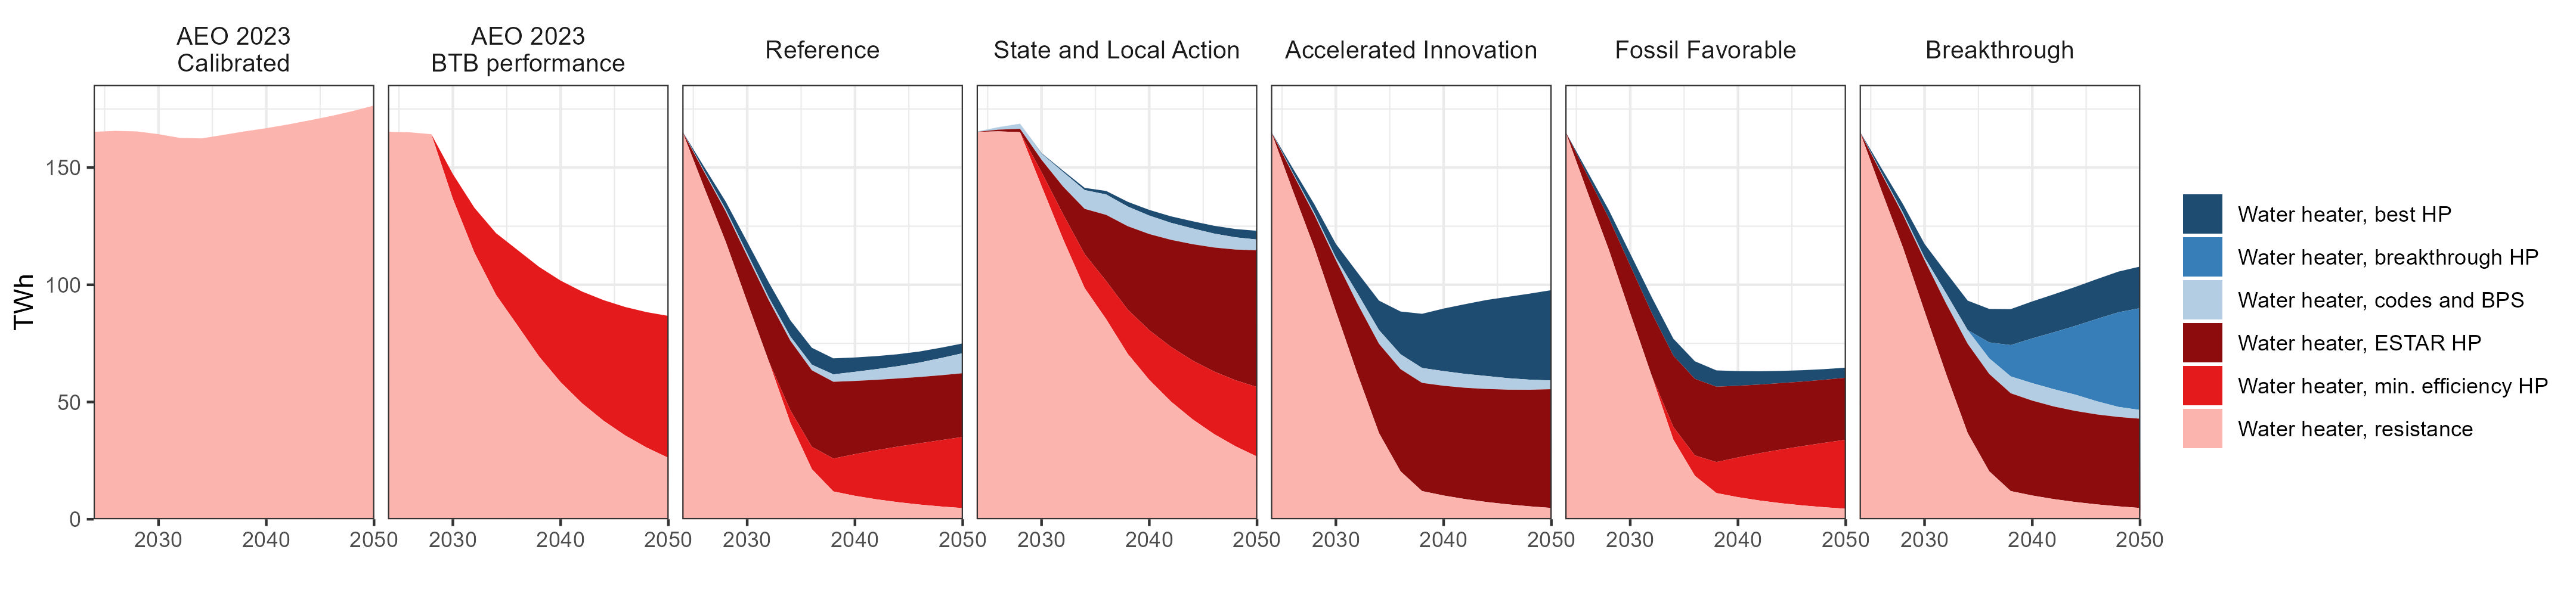 AEO 2023
Calibrated
AEO 2023
BTB performance
Reference
State and Local Action
Accelerated Innovation
Fossil Favorable
Breakthrough
TWh
150
100
50
0
2030 2040 2050
2030 2040 2050
2030 2040 2050
2030 2040 2050
2030 2040 2050
2030 2040 2050
2030 2040 2050
Water heater, best HP
Water heater, breakthrough HP
Water heater, codes and BPS
Water heater, ESTAR HP
Water heater, min. efficiency HP
Water heater, resistance